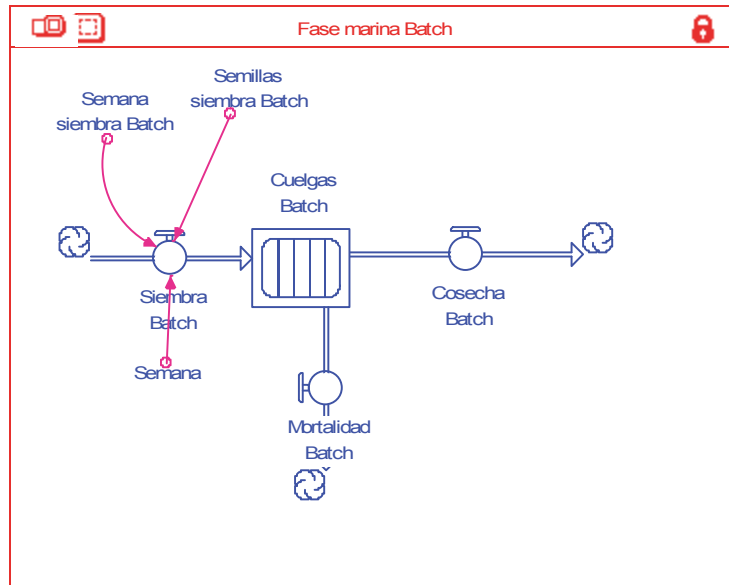 Fase marina Batch
Semillas
siembra Batch
Semana
siembra Batch
Cuelgas
Batch
Siembra
Batch
Cosecha
Batch
Semana
Mortalidad
Batch